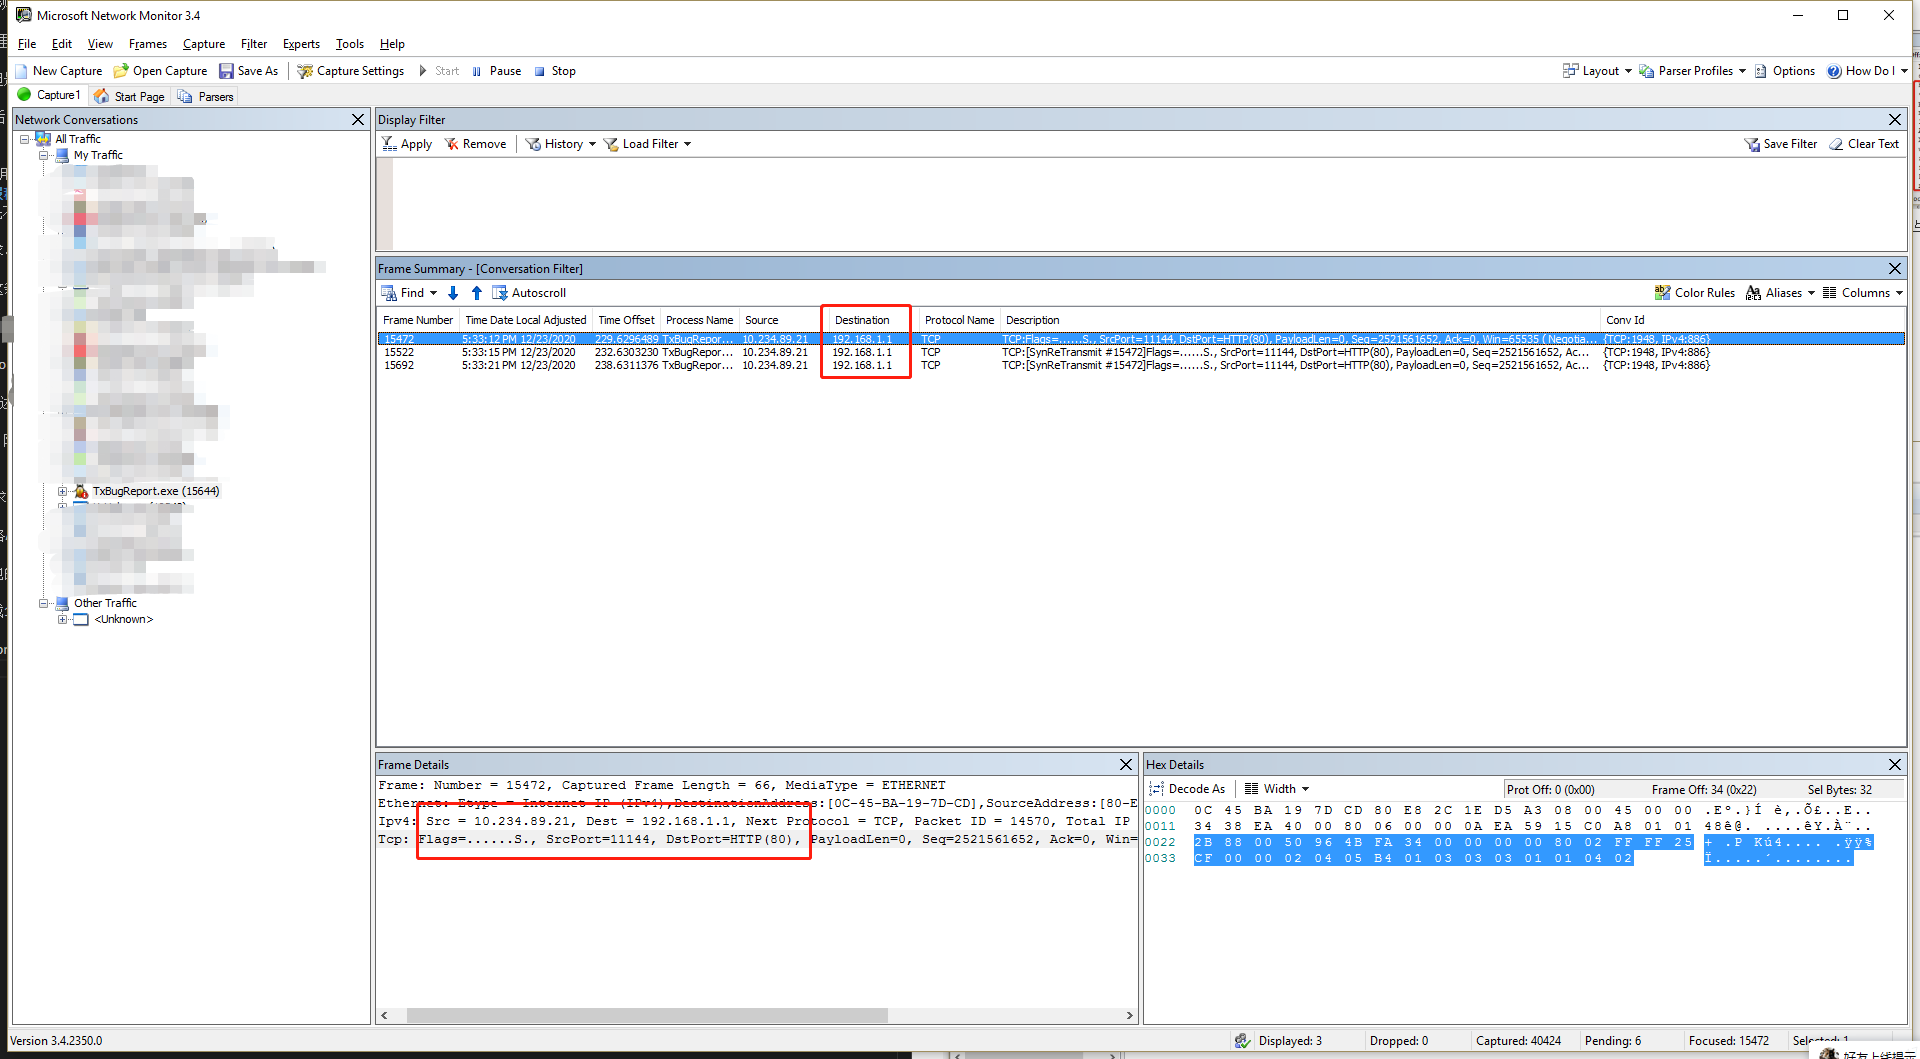 Microsoft Network Monitor 3.4
File Edit View Frames Capture Filter Experts Tools Help
New Capture Open Capture Save As Capture Settings Start Pause Stop Layout Parser Profiles Options How Do I
Capture1 Start Page Parsers
Network Conversations
All Traffic
My Traffic
TxBugReport.exe (15644)
Other Traffic
<Unknown>
Display Filter
Apply Remove History Load Filter Save Filter Clear Text
Frame Summary - [Conversation Filter]
Find Autoscroll Color Rules Aliases Columns
Frame Number Time Date Local Adjusted Time Offset Process Name Source Destination Protocol Name Description Conv Id
15472 5:33:12 PM 12/23/2020 229.6296489 TxBugRepor... 10.234.89.21 192.168.1.1 TCP TCP:Flags=......S., SrcPort=11144, DstPort=HTTP(80), PayloadLen=0, Seq=2521561652, Ack=0, Win=65535 ( Negotia... {TCP:1948, IPv4:886}
15522 5:33:15 PM 12/23/2020 232.6303230 TxBugRepor... 10.234.89.21 192.168.1.1 TCP TCP:[SynReTransmit #15472]Flags=......S., SrcPort=11144, DstPort=HTTP(80), PayloadLen=0, Seq=2521561652, Ac... {TCP:1948, IPv4:886}
15692 5:33:21 PM 12/23/2020 238.6311376 TxBugRepor... 10.234.89.21 192.168.1.1 TCP TCP:[SynReTransmit #15472]Flags=......S., SrcPort=11144, DstPort=HTTP(80), PayloadLen=0, Seq=2521561652, Ac... {TCP:1948, IPv4:886}
Frame Details
Frame: Number = 15472, Captured Frame Length = 66, MediaType = ETHERNET
Ethernet: Etype = Internet IP (IPv4),DestinationAddress:[0C-45-BA-19-7D-CD],SourceAddress:[80-E
Ipv4: Src = 10.234.89.21, Dest = 192.168.1.1, Next Protocol = TCP, Packet ID = 14570, Total IP
Tcp: Flags=......S., SrcPort=11144, DstPort=HTTP(80), PayloadLen=0, Seq=2521561652, Ack=0, Win=
Hex Details
Decode As Width Prot Off: 0 (0x00) Frame Off: 34 (0x22) Sel Bytes: 32
0000 0C 45 BA 19 7D CD 80 E8 2C 1E D5 A3 08 00 45 00 00 .Eº.}Í è,.Õ£..E..
0011 34 38 EA 40 00 80 06 00 00 0A EA 59 15 C0 A8 01 01 48ê@. ....êY.À¨..
0022 2B 88 00 50 96 4B FA 34 00 00 00 00 80 02 FF FF 25 + .P Kú4.... .ÿÿ%
0033 CF 00 00 02 04 05 B4 01 03 03 03 01 01 04 02 Ï.....´........
Version 3.4.2350.0 Displayed: 3 Dropped: 0 Captured: 40424 Pending: 6 Focused: 15472 Selected: 1
好友上线提示